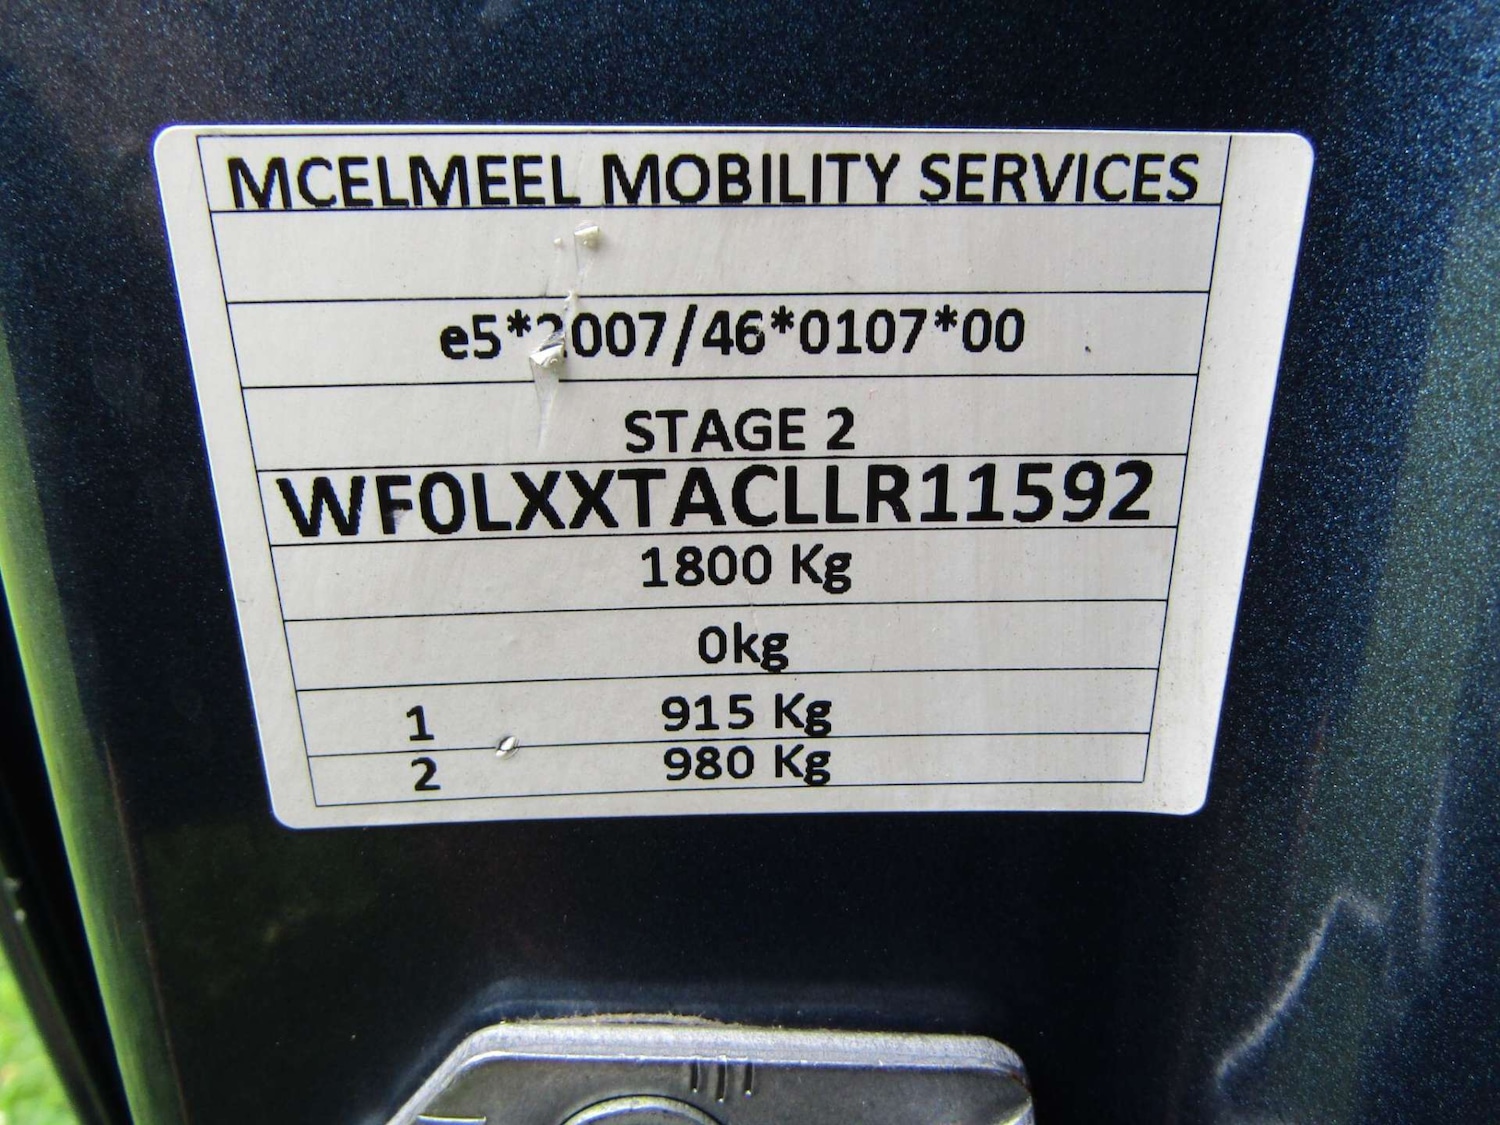 MCELMEEL MOBILITY SERVICES
e5*2007/46*0107*00
STAGE 2
WF0LXXTACLLR11592
1800 Kg
0kg
1 915 Kg
2 980 Kg